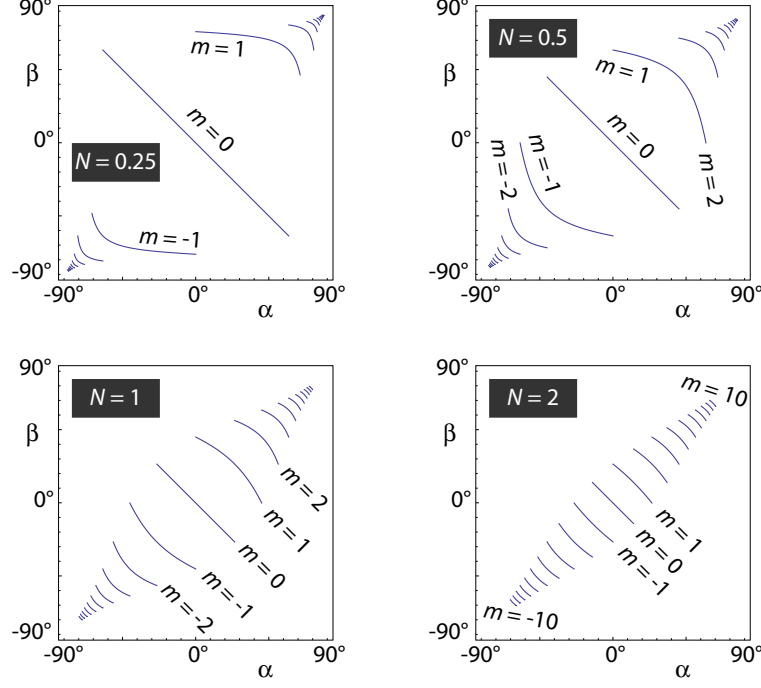 90°
β
0°
-90°
-90°
0°
90°
α
N = 0.25
m = 1
m = 0
m = -1
90°
β
0°
-90°
-90°
0°
90°
α
N = 0.5
m = 1
m = 0
m = 2
m = -1
m = -2
90°
β
0°
-90°
-90°
0°
90°
α
N = 1
m = 2
m = 1
m = 0
m = -1
m = -2
90°
β
0°
-90°
-90°
0°
90°
α
N = 2
m = 10
m = 1
m = 0
m = -1
m = -10